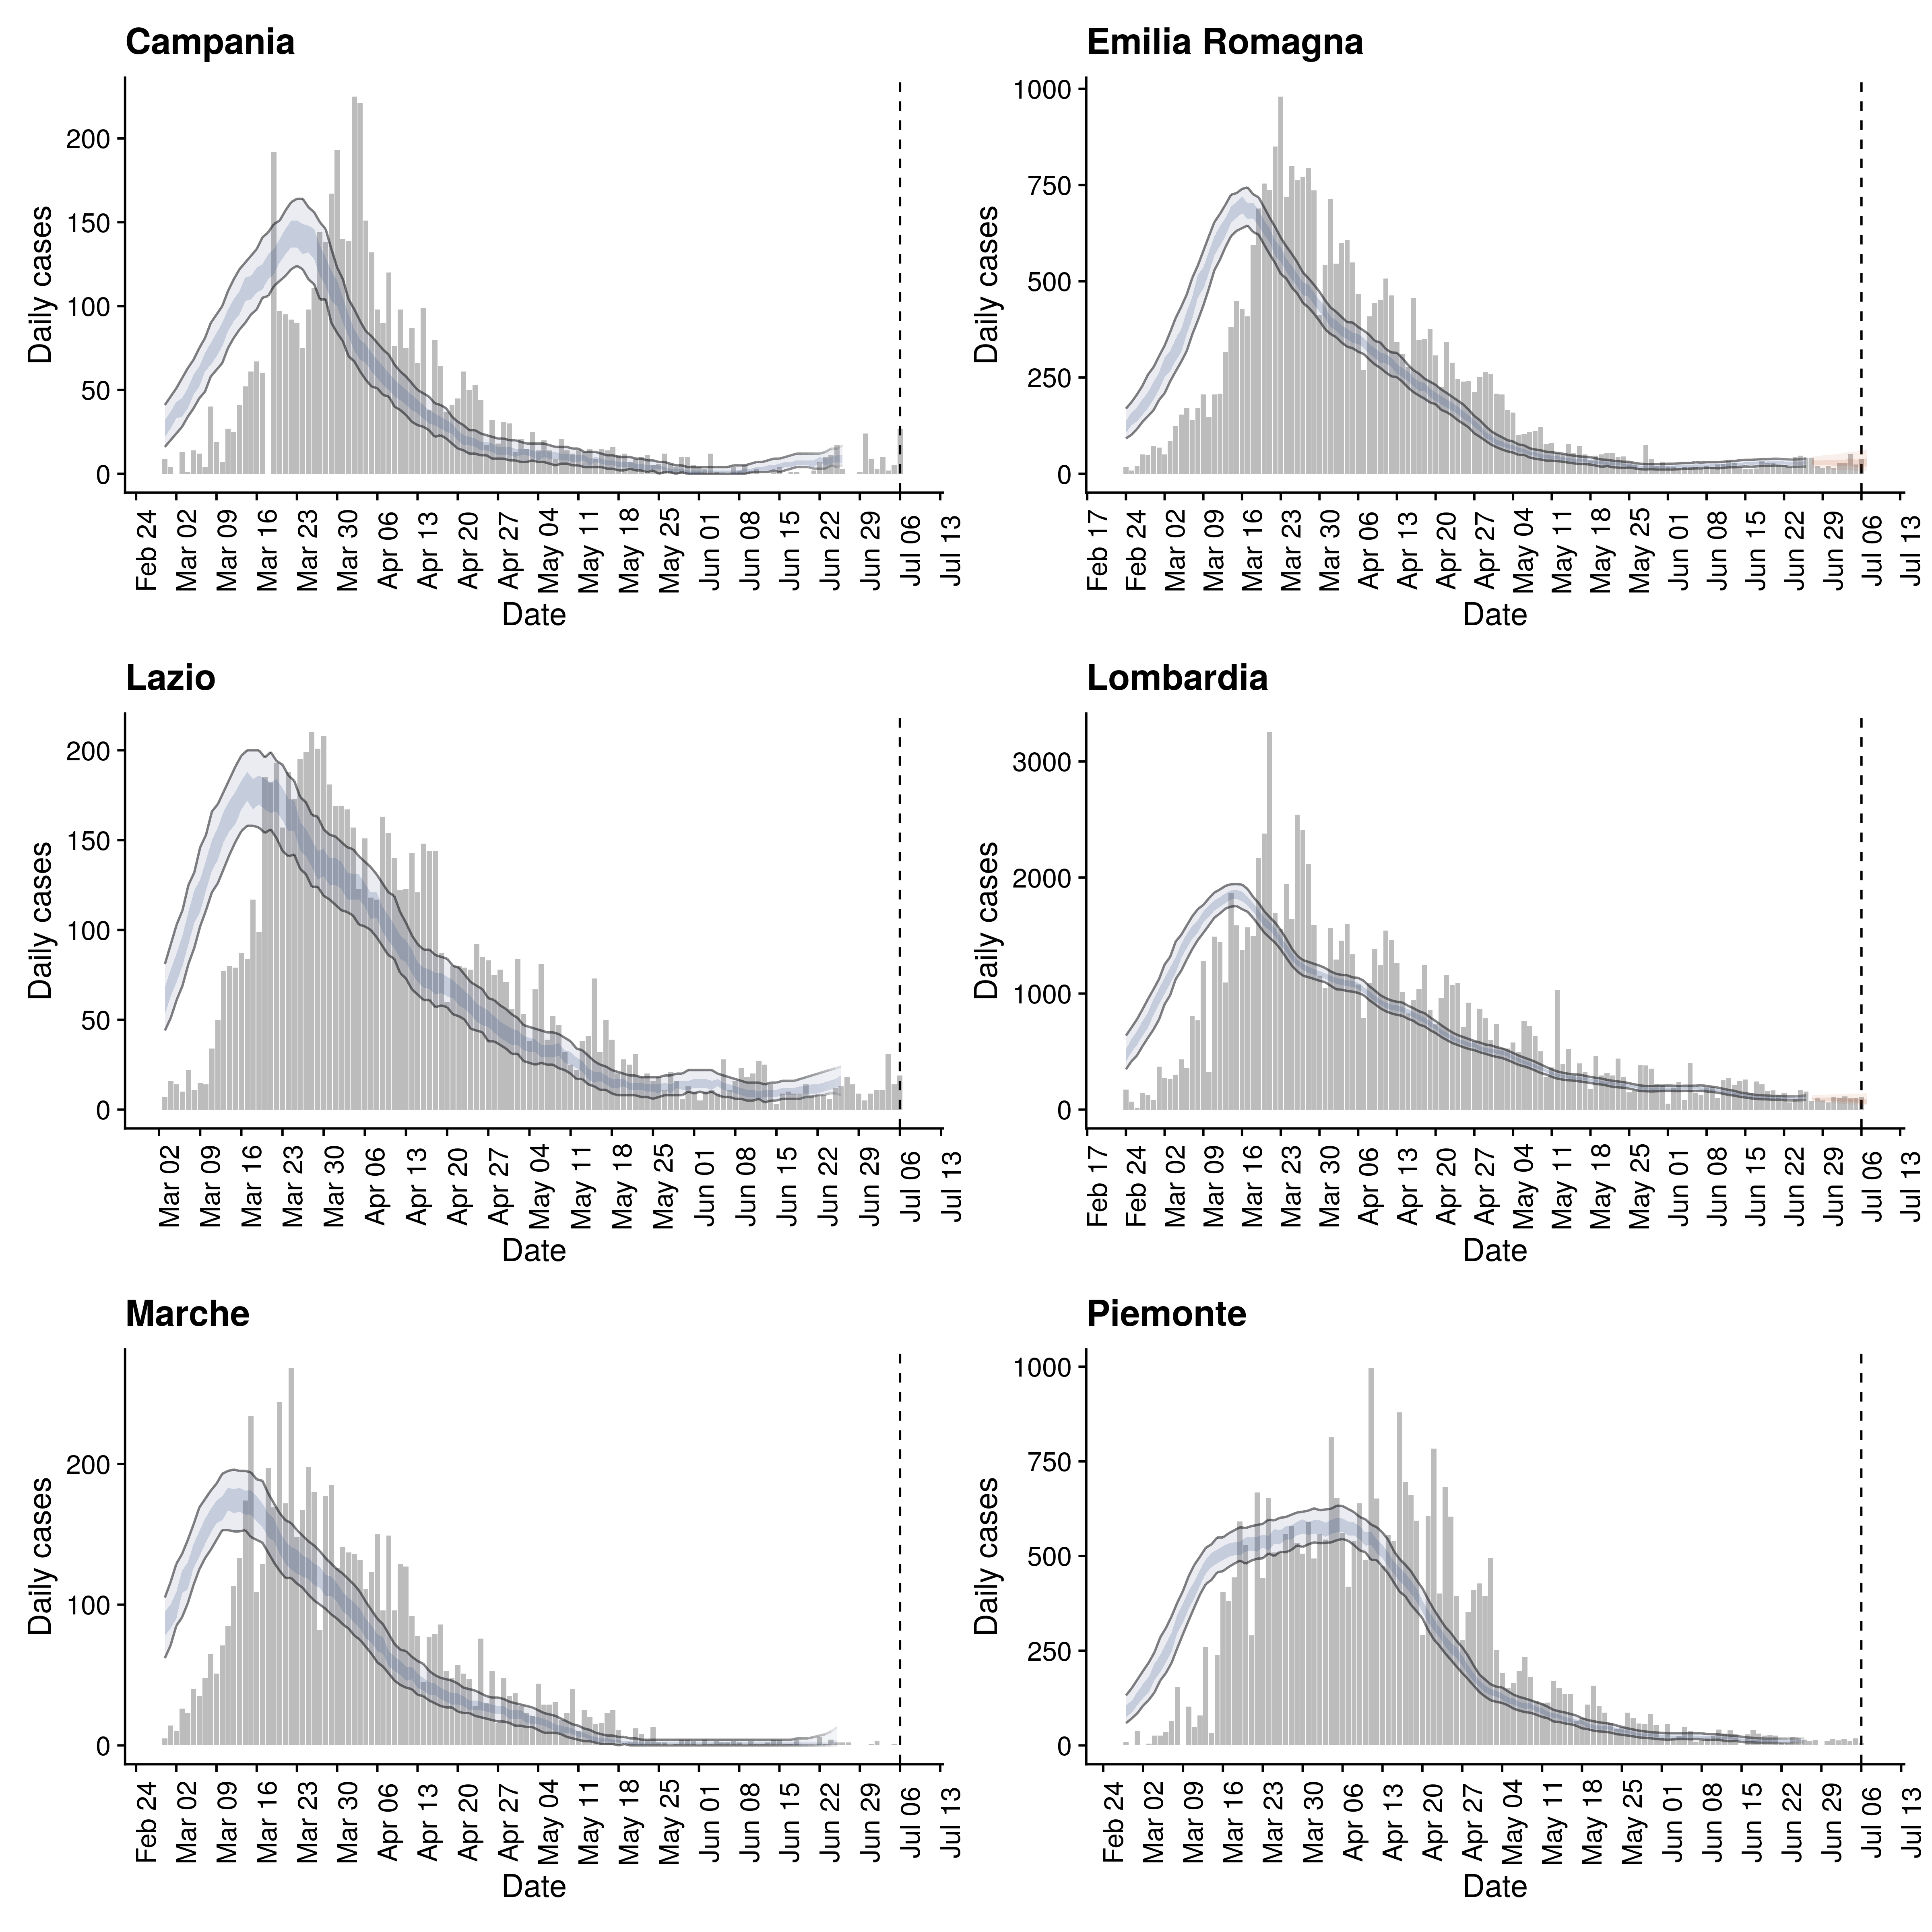 Campania
Daily cases
200
150
100
50
0
Feb 24
Mar 02
Mar 09
Mar 16
Mar 23
Mar 30
Apr 06
Apr 13
Apr 20
Apr 27
May 04
May 11
May 18
May 25
Jun 01
Jun 08
Jun 15
Jun 22
Jun 29
Jul 06
Jul 13
Date
Emilia Romagna
Daily cases
1000
750
500
250
0
Feb 17
Feb 24
Mar 02
Mar 09
Mar 16
Mar 23
Mar 30
Apr 06
Apr 13
Apr 20
Apr 27
May 04
May 11
May 18
May 25
Jun 01
Jun 08
Jun 15
Jun 22
Jun 29
Jul 06
Jul 13
Date
Lazio
Daily cases
200
150
100
50
0
Mar 02
Mar 09
Mar 16
Mar 23
Mar 30
Apr 06
Apr 13
Apr 20
Apr 27
May 04
May 11
May 18
May 25
Jun 01
Jun 08
Jun 15
Jun 22
Jun 29
Jul 06
Jul 13
Date
Lombardia
Daily cases
3000
2000
1000
0
Feb 17
Feb 24
Mar 02
Mar 09
Mar 16
Mar 23
Mar 30
Apr 06
Apr 13
Apr 20
Apr 27
May 04
May 11
May 18
May 25
Jun 01
Jun 08
Jun 15
Jun 22
Jun 29
Jul 06
Jul 13
Date
Marche
Daily cases
200
100
0
Feb 24
Mar 02
Mar 09
Mar 16
Mar 23
Mar 30
Apr 06
Apr 13
Apr 20
Apr 27
May 04
May 11
May 18
May 25
Jun 01
Jun 08
Jun 15
Jun 22
Jun 29
Jul 06
Jul 13
Date
Piemonte
Daily cases
1000
750
500
250
0
Feb 24
Mar 02
Mar 09
Mar 16
Mar 23
Mar 30
Apr 06
Apr 13
Apr 20
Apr 27
May 04
May 11
May 18
May 25
Jun 01
Jun 08
Jun 15
Jun 22
Jun 29
Jul 06
Jul 13
Date